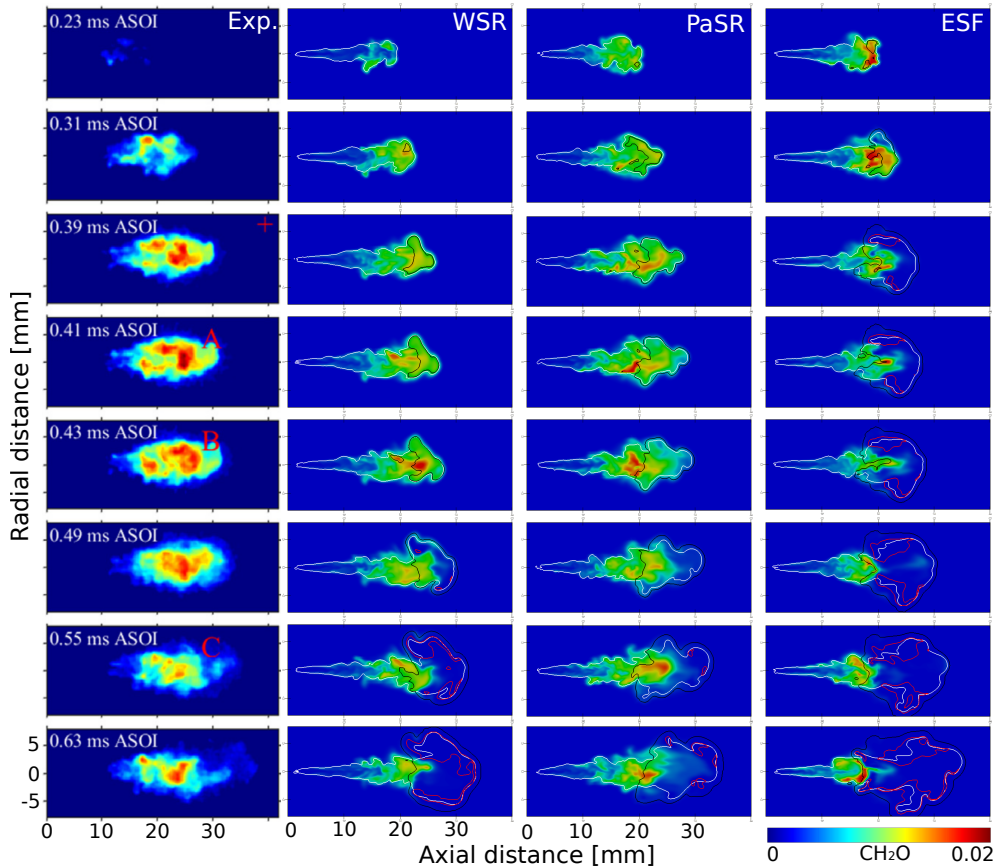 0.23 ms ASOI Exp. WSR PaSR ESF
0.31 ms ASOI
0.39 ms ASOI +
0.41 ms ASOI A
0.43 ms ASOI B
0.49 ms ASOI
0.55 ms ASOI C
0.63 ms ASOI
Radial distance [mm]
5
0
-5
0 10 20 30 0 10 20 30 0 10 20 30
Axial distance [mm]
0 CH₂O 0.02